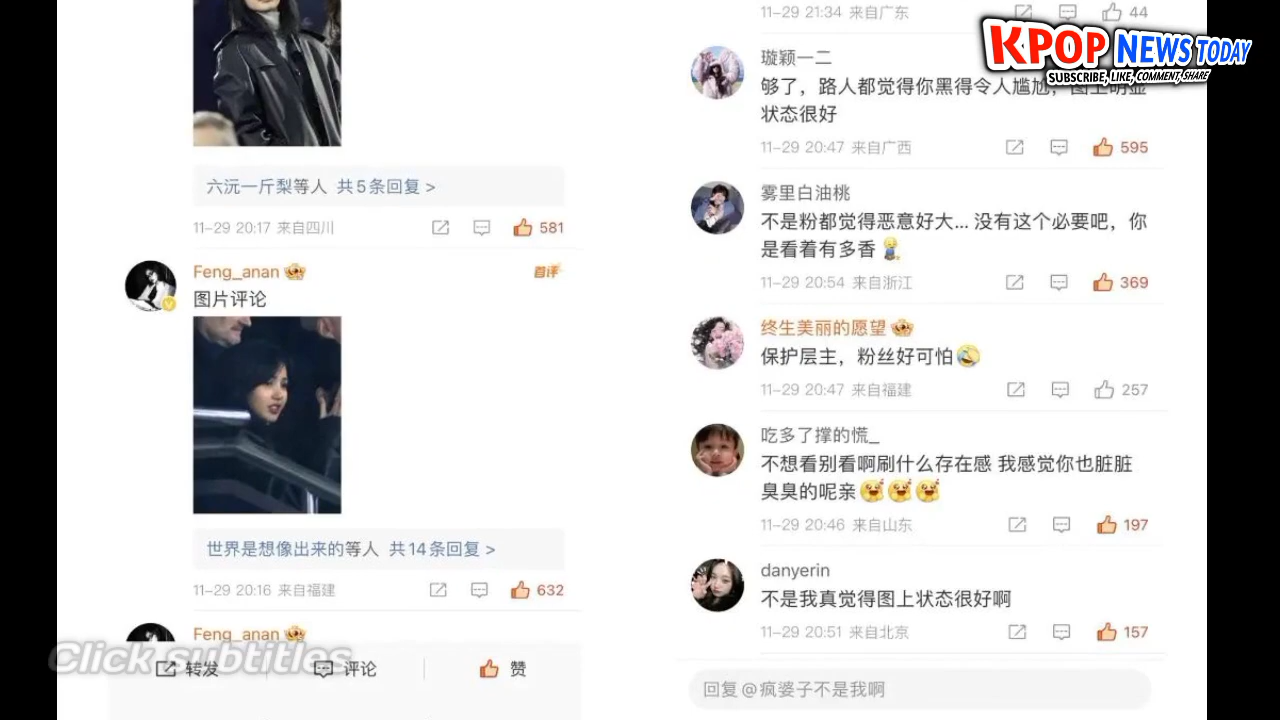 六沅一斤梨等人 共5条回复 >
11-29 20:17 来自四川
581
Feng_anan
首评
图片评论
世界是想像出来的等人 共14条回复 >
11-29 20:16 来自福建
632
Feng_anan
Click subtitles
转发
评论
赞
11-29 21:34 来自广东
44
KPOP NEWS TODAY
SUBSCRIBE, LIKE, COMMENT, SHARE
璇颖一二
够了，路人都觉得你黑得令人尴尬，图上明显
状态很好
11-29 20:47 来自广西
595
雾里白油桃
不是粉都觉得恶意好大... 没有这个必要吧，你
是看着有多香
11-29 20:54 来自浙江
369
终生美丽的愿望
保护层主，粉丝好可怕
11-29 20:47 来自福建
257
吃多了撑的慌_
不想看别看啊刷什么存在感 我感觉你也脏脏
臭臭的呢亲
11-29 20:46 来自山东
197
danyerin
不是我真觉得图上状态很好啊
11-29 20:51 来自北京
157
回复@疯婆子不是我啊